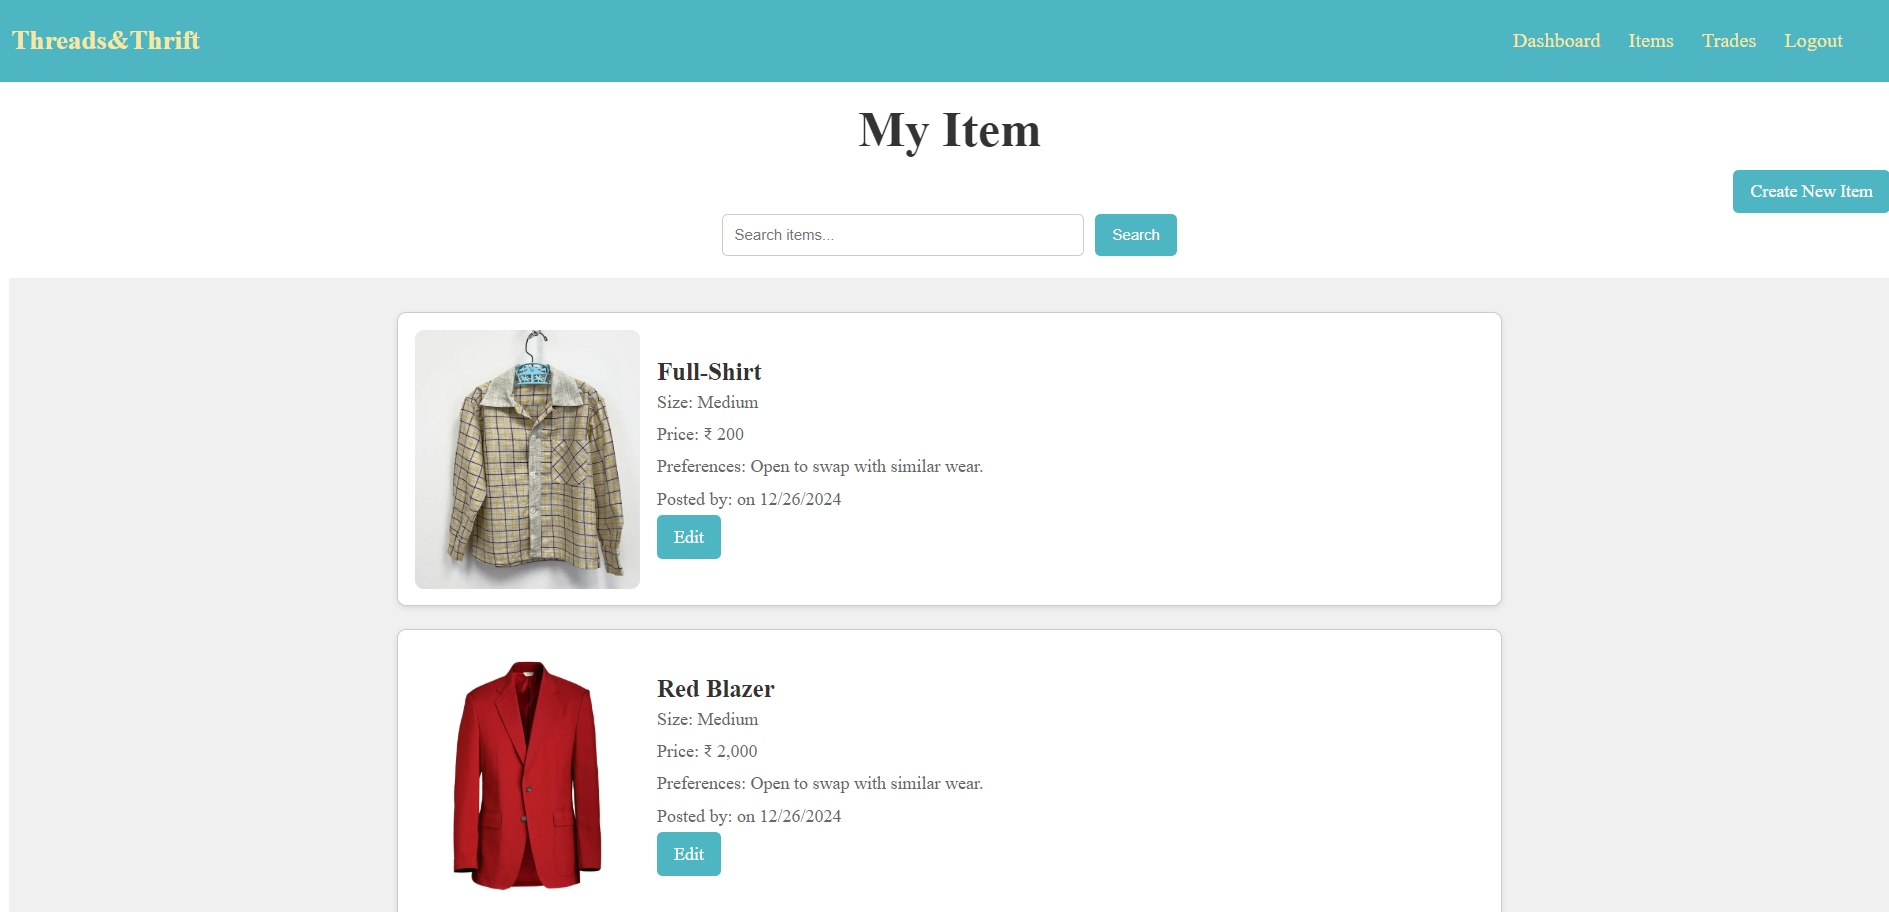 Threads&Thrift
Dashboard Items Trades Logout
My Item
Create New Item
Search items...
Search
Full-Shirt
Size: Medium
Price: ₹ 200
Preferences: Open to swap with similar wear.
Posted by: on 12/26/2024
Edit
Red Blazer
Size: Medium
Price: ₹ 2,000
Preferences: Open to swap with similar wear.
Posted by: on 12/26/2024
Edit